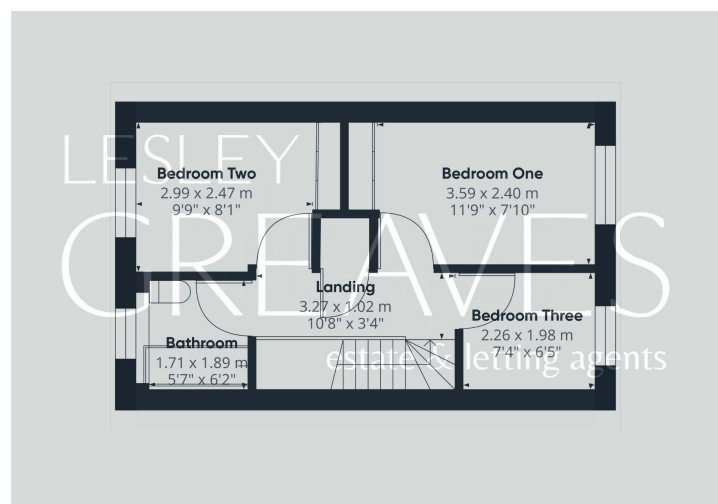 LESLEY
GREAVES
estate & letting agents
Bedroom Two
2.99 x 2.47 m
9'9" x 8'1"
Bedroom One
3.59 x 2.40 m
11'9" x 7'10"
Landing
3.27 x 1.02 m
10'8" x 3'4"
Bedroom Three
2.26 x 1.98 m
7'4" x 6'5"
Bathroom
1.71 x 1.89 m
5'7" x 6'2"